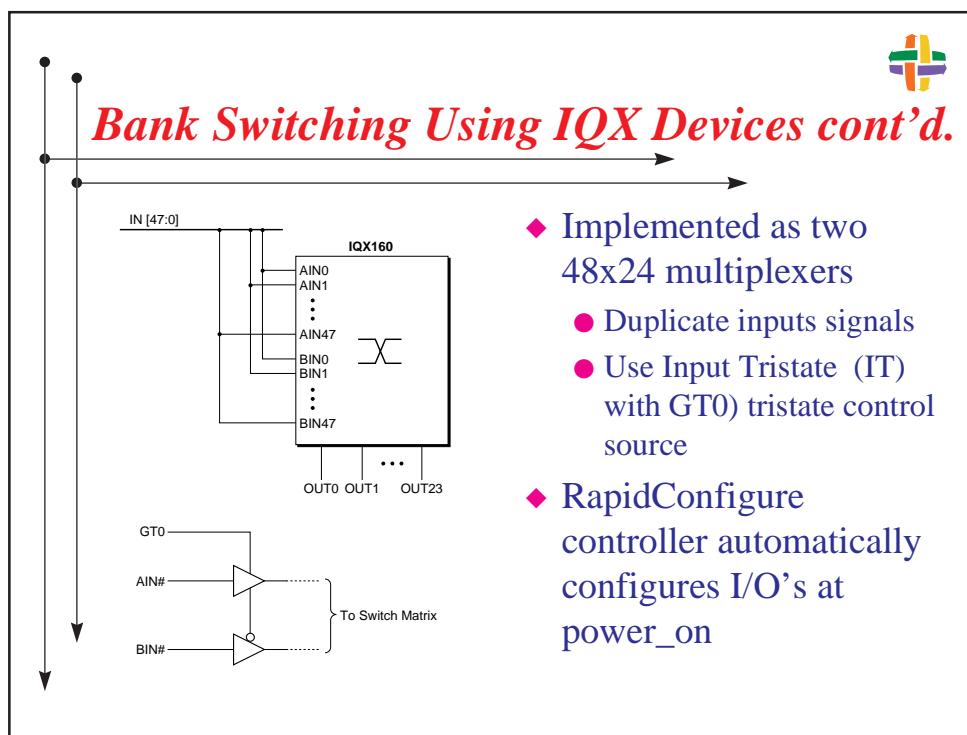 Bank Switching Using IQX Devices cont'd.
IN [47:0]
IQX160
AIN0
AIN1
AIN47
BIN0
BIN1
BIN47
OUT0 OUT1 OUT23
GT0
AIN#
BIN#
To Switch Matrix
Implemented as two
48x24 multiplexers
Duplicate inputs signals
Use Input Tristate (IT)
with GT0) tristate control
source
RapidConfigure
controller automatically
configures I/O's at
power_on